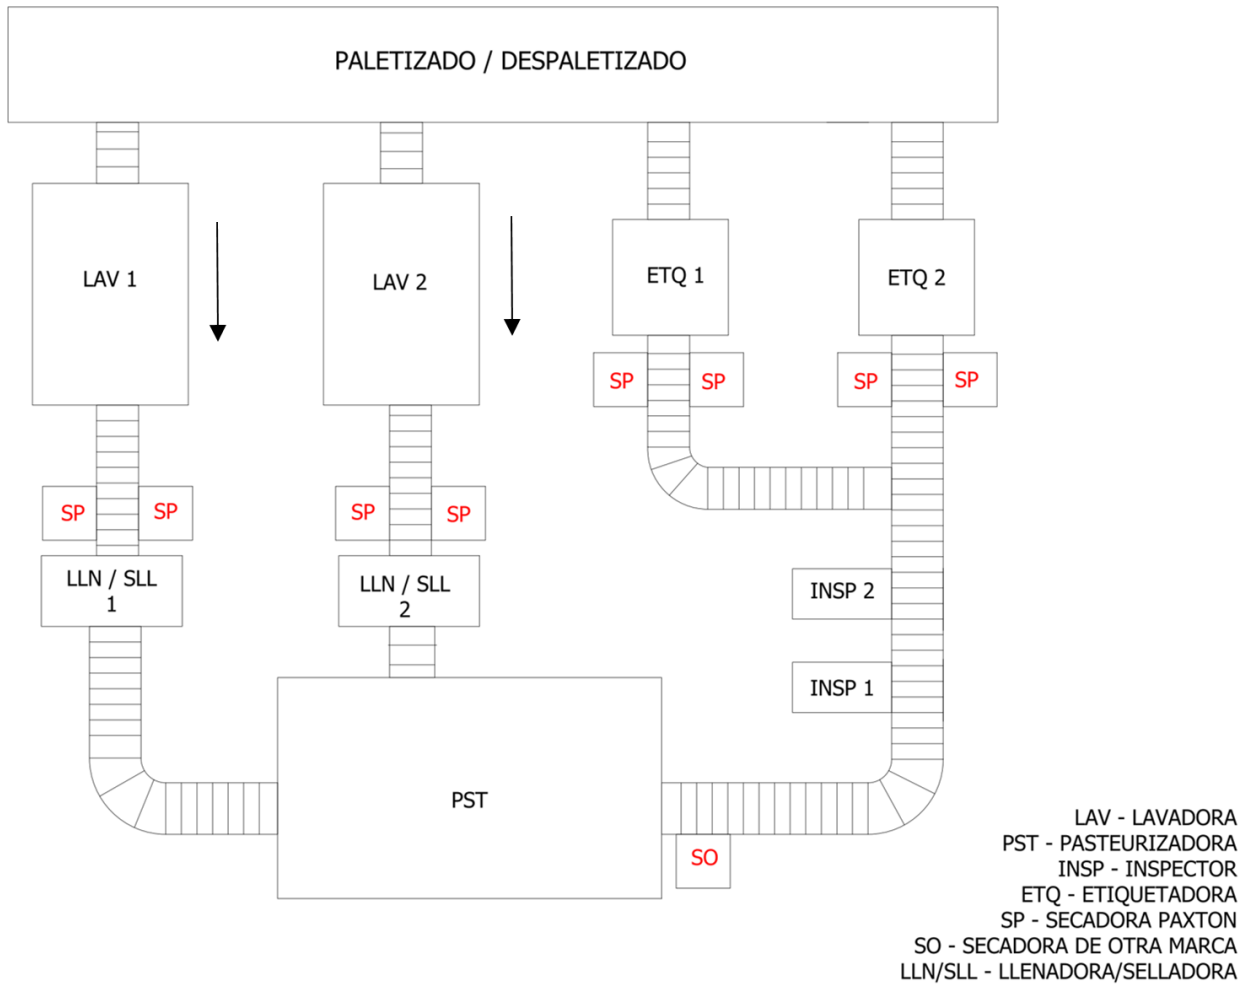 PALETIZADO / DESPALETIZADO
LAV 1
LAV 2
ETQ 1
ETQ 2
SP
SP
SP
SP
SP
SP
SP
SP
LLN / SLL
1
LLN / SLL
2
INSP 2
INSP 1
PST
SO
LAV - LAVADORA
PST - PASTEURIZADORA
INSP - INSPECTOR
ETQ - ETIQUETADORA
SP - SECADORA PAXTON
SO - SECADORA DE OTRA MARCA
LLN/SLL - LLENADORA/SELLADORA